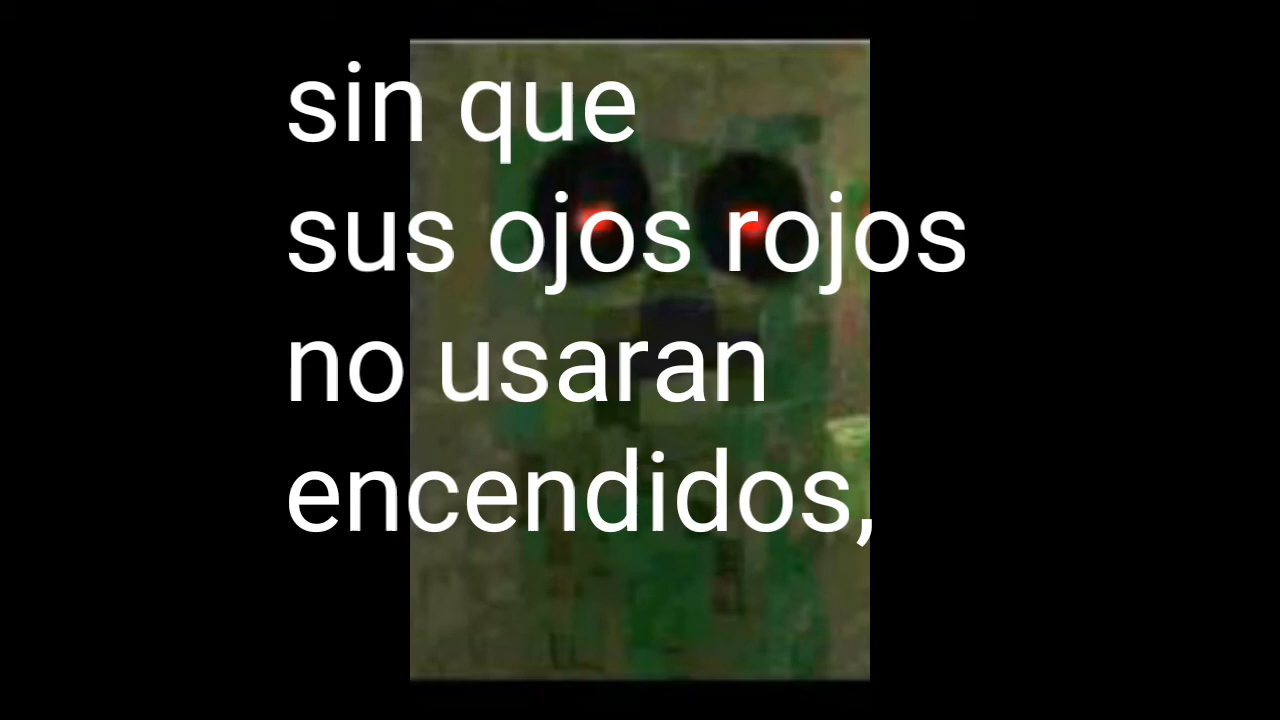 sin que
sus ojos rojos
no usaran
encendidos,